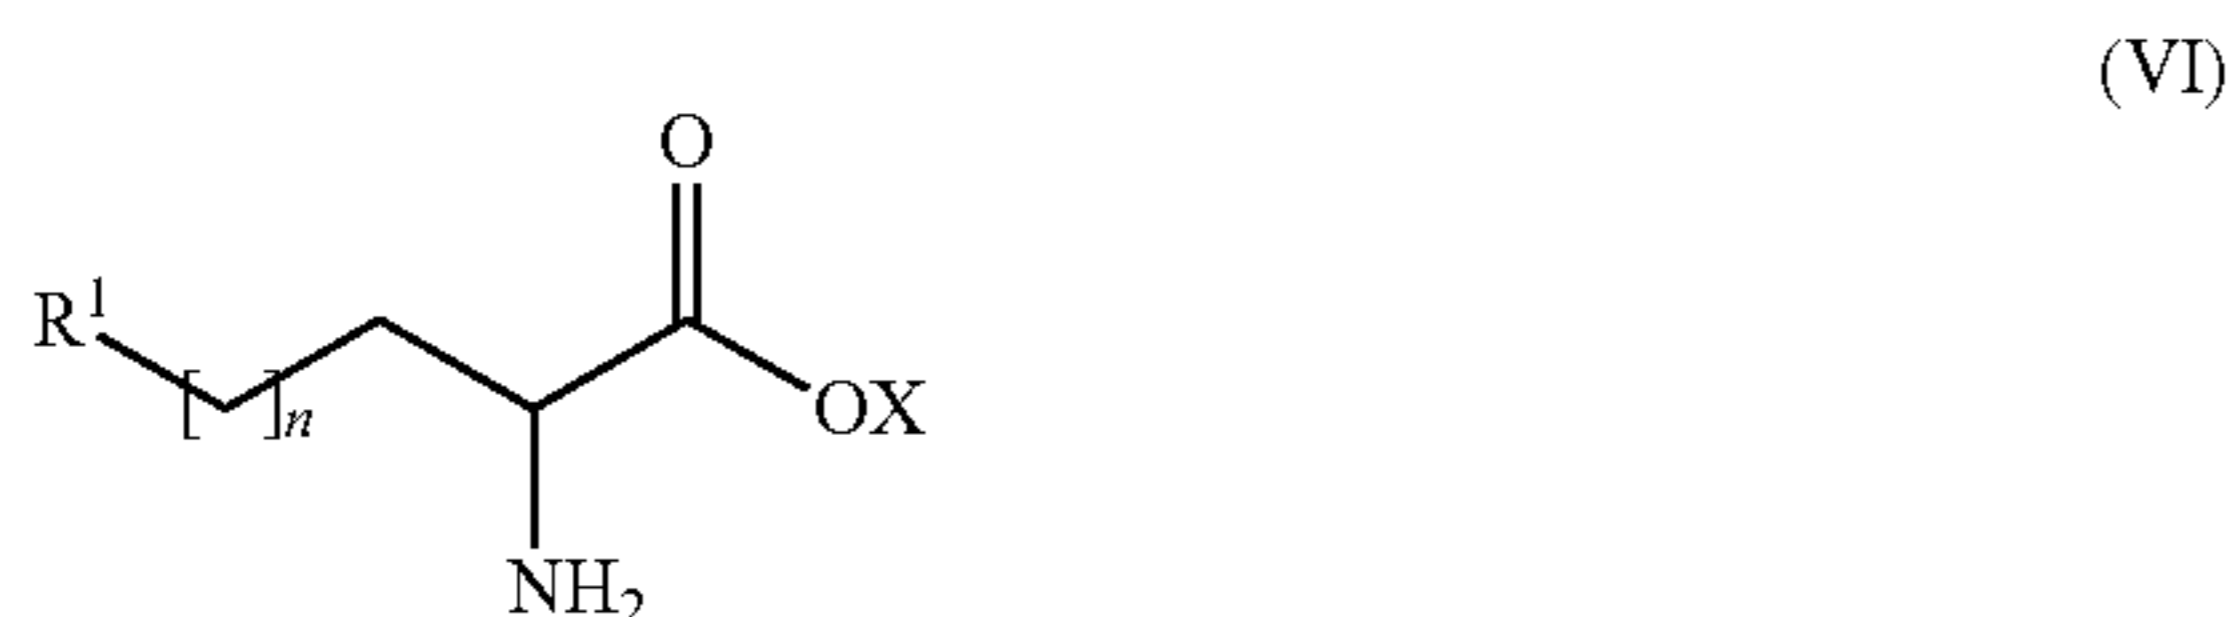 (VI)
O
R¹
[ ]n
OX
NH₂